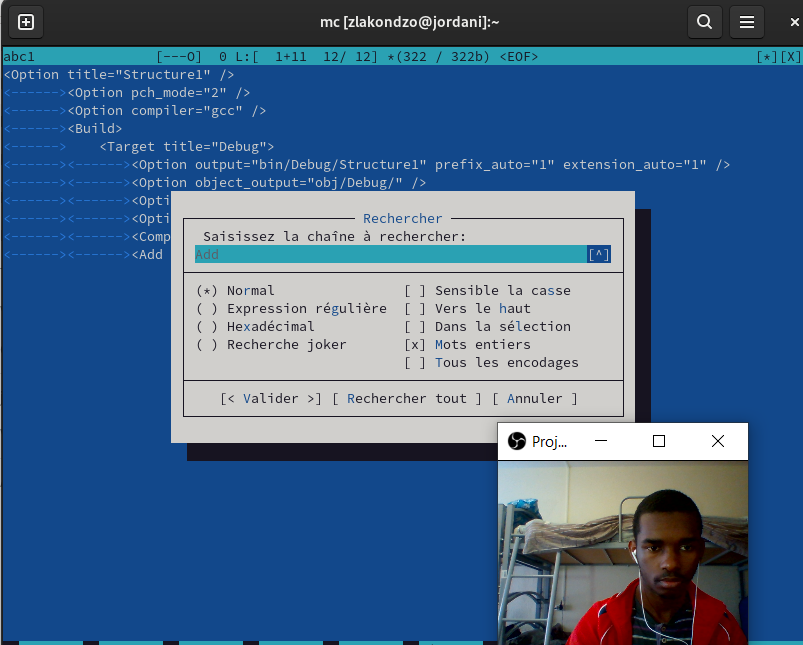 mc [zlakondzo@jordani]:~
abc1 [---O] 0 L:[ 1+11 12/ 12] *(322 / 322b) <EOF> [*][X]
<Option title="Structure1" />
<------><Option pch_mode="2" />
<------><Option compiler="gcc" />
<------><Build>
<------> <Target title="Debug">
<------><------><Option output="bin/Debug/Structure1" prefix_auto="1" extension_auto="1" />
<------><------><Option object_output="obj/Debug/" />
<------><------><Opti
<------><------><Opti
<------><------><Comp
<------><------><Add
Rechercher
Saisissez la chaîne à rechercher:
Add [^]
(*) Normal [ ] Sensible la casse
( ) Expression régulière [ ] Vers le haut
( ) Hexadécimal [ ] Dans la sélection
( ) Recherche joker [x] Mots entiers
[ ] Tous les encodages
[< Valider >] [ Rechercher tout ] [ Annuler ]
Proj...